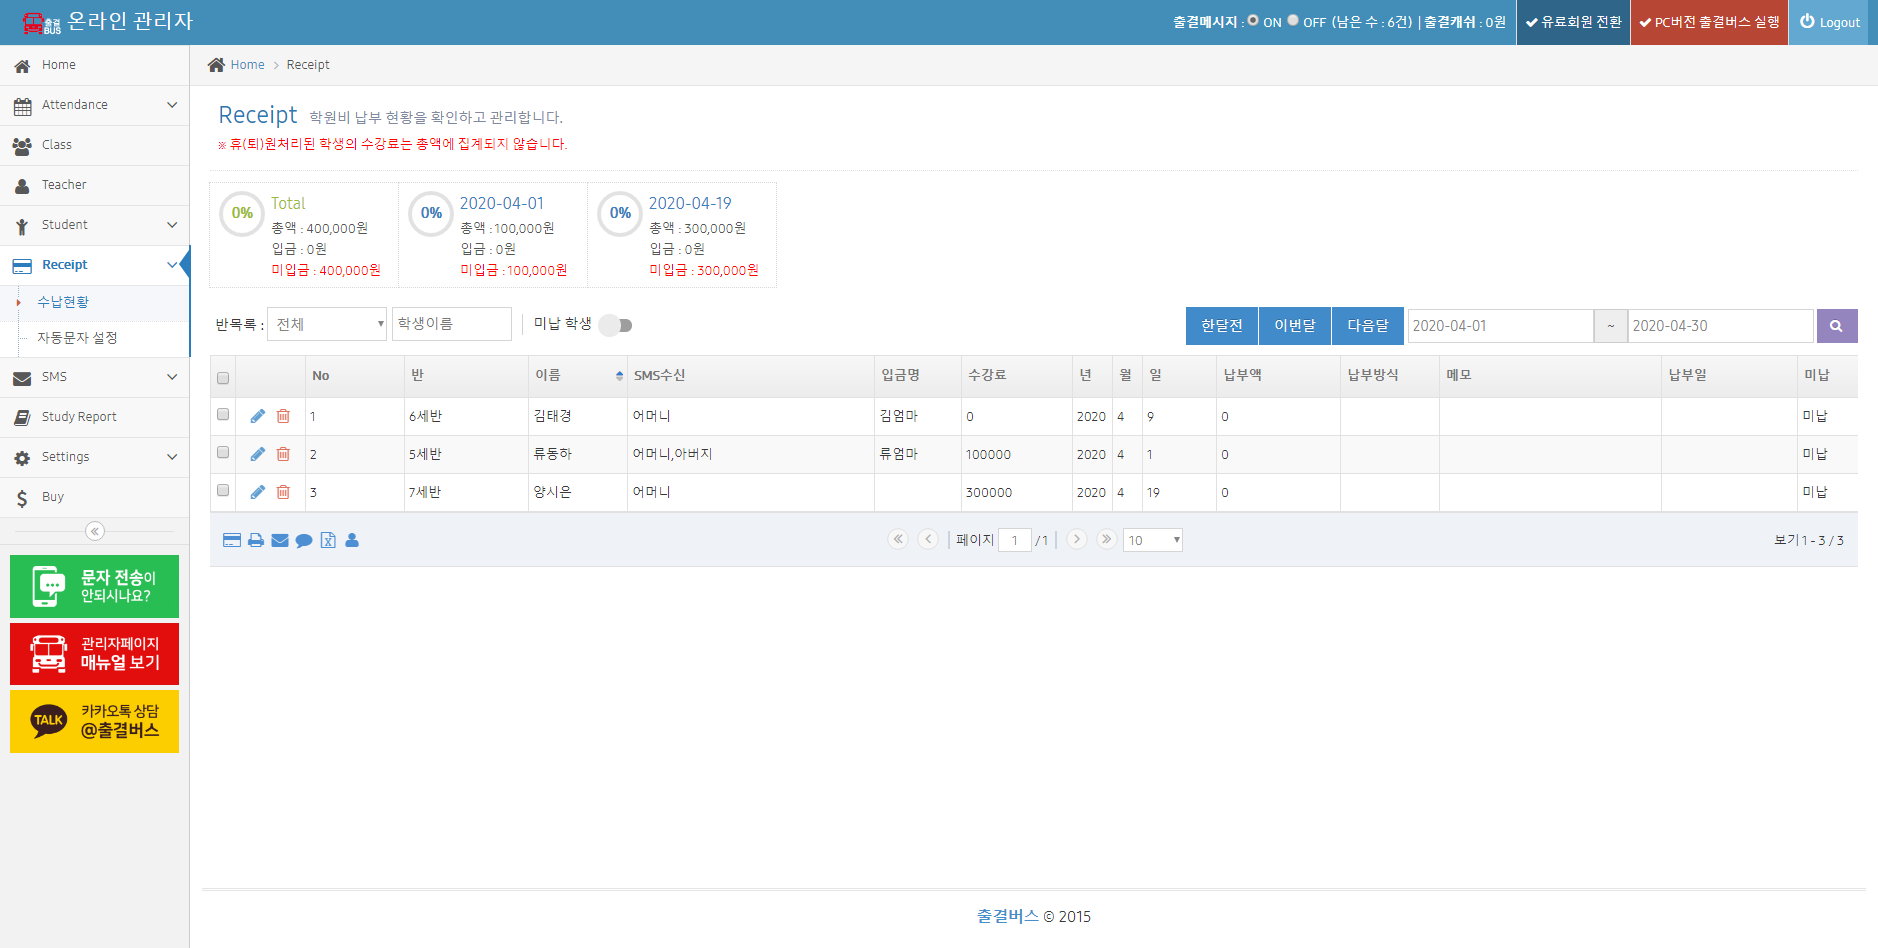 출결BUS 온라인 관리자
출결메시지 : ON OFF (남은 수 : 6건) | 출결캐쉬 : 0원
유료회원 전환
PC버전 출결버스 실행
Logout
Home
Attendance
Class
Teacher
Student
Receipt
수납현황
자동문자 설정
SMS
Study Report
Settings
Buy
문자 전송이
안되시나요?
관리자페이지
매뉴얼 보기
TALK
카카오톡 상담
@출결버스
Home > Receipt
Receipt 학원비 납부 현황을 확인하고 관리합니다.
※ 휴(퇴)원처리된 학생의 수강료는 총액에 집계되지 않습니다.
0% Total
총액 : 400,000원
입금 : 0원
미입금 : 400,000원
0% 2020-04-01
총액 : 100,000원
입금 : 0원
미입금 : 100,000원
0% 2020-04-19
총액 : 300,000원
입금 : 0원
미입금 : 300,000원
반목록 : 전체 학생이름 미납 학생
한달전 이번달 다음달 2020-04-01 ~ 2020-04-30
No 반 이름 SMS수신 입금명 수강료 년 월 일 납부액 납부방식 메모 납부일 미납
1 6세반 김태경 어머니 김엄마 0 2020 4 9 0 미납
2 5세반 류동하 어머니,아버지 류엄마 100000 2020 4 1 0 미납
3 7세반 양시은 어머니 300000 2020 4 19 0 미납
페이지 1 / 1 10
보기 1 - 3 / 3
출결버스 © 2015